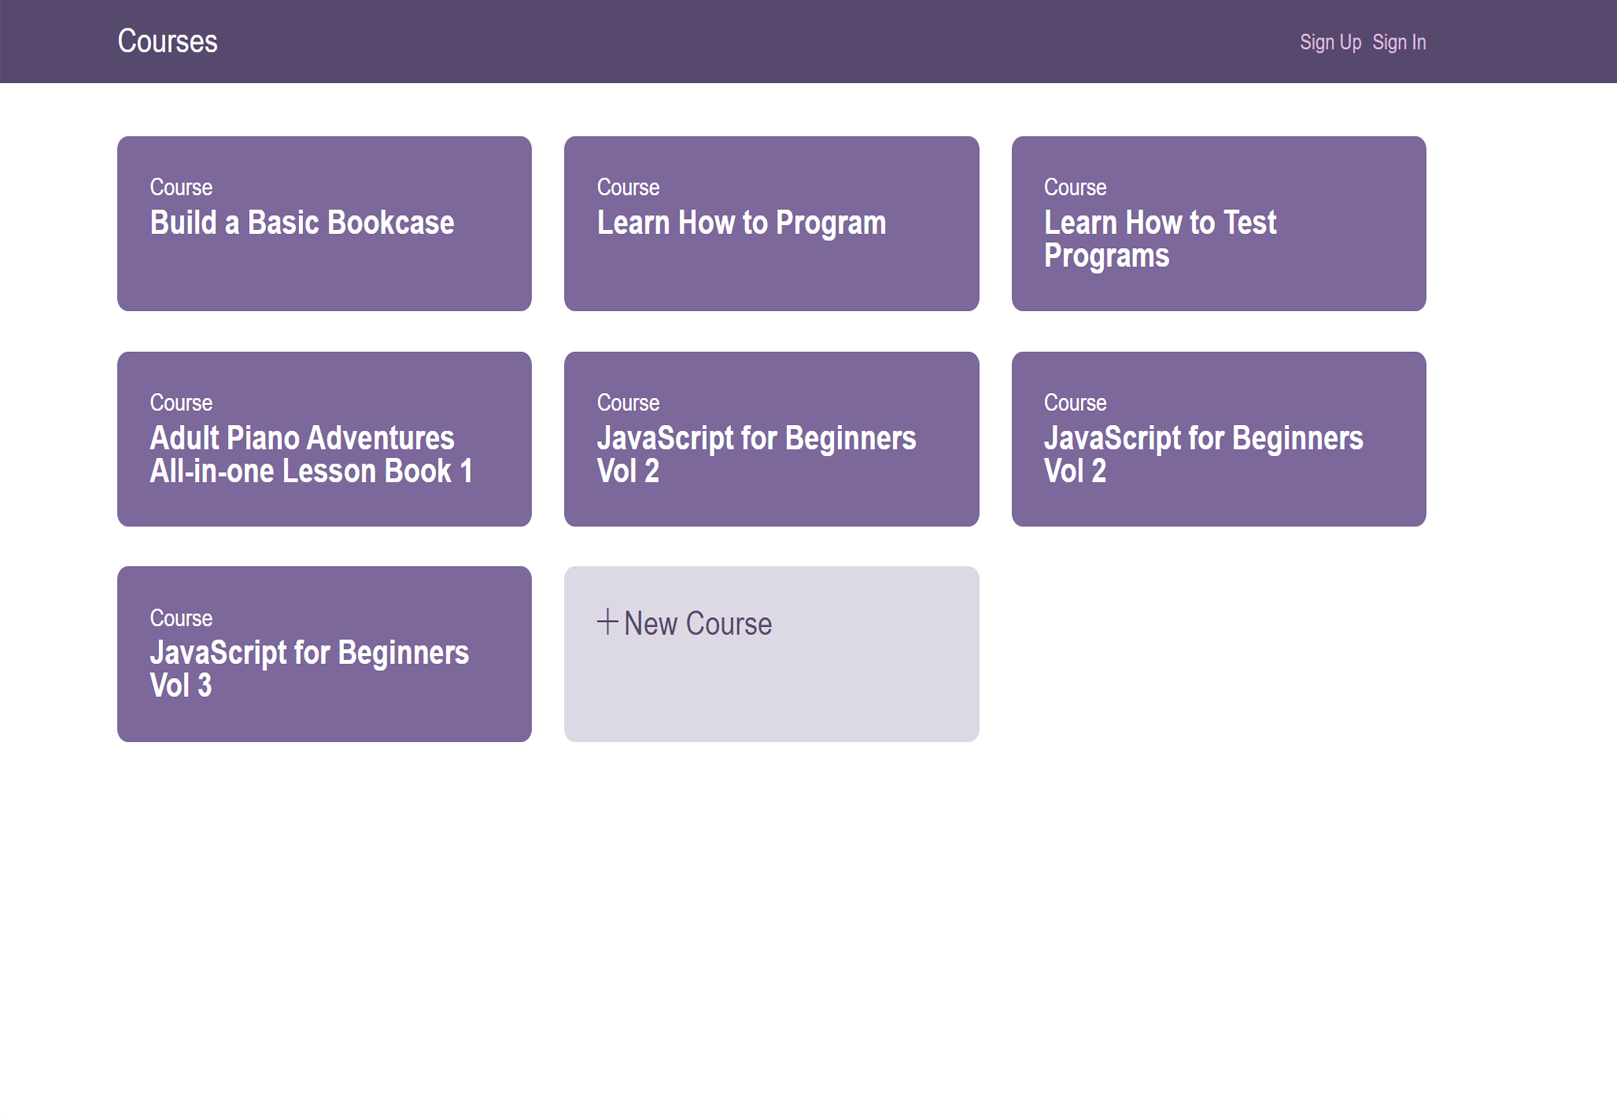 Courses
Sign Up Sign In
Course
Build a Basic Bookcase
Course
Learn How to Program
Course
Learn How to Test
Programs
Course
Adult Piano Adventures
All-in-one Lesson Book 1
Course
JavaScript for Beginners
Vol 2
Course
JavaScript for Beginners
Vol 2
Course
JavaScript for Beginners
Vol 3
New Course